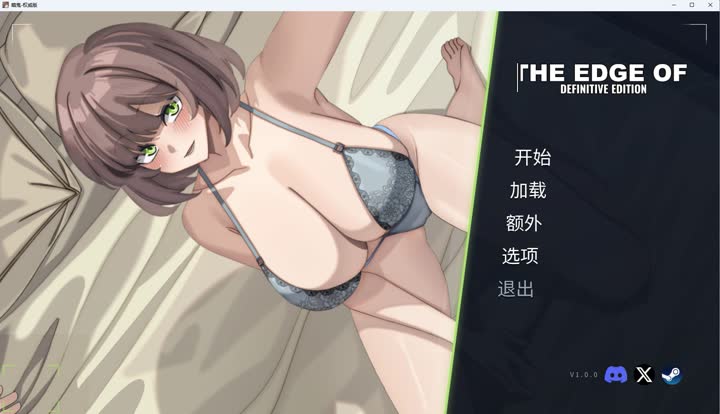 THE EDGE OF
DEFINITIVE EDITION
开始
加载
额外
选项
退出
V1.0.0